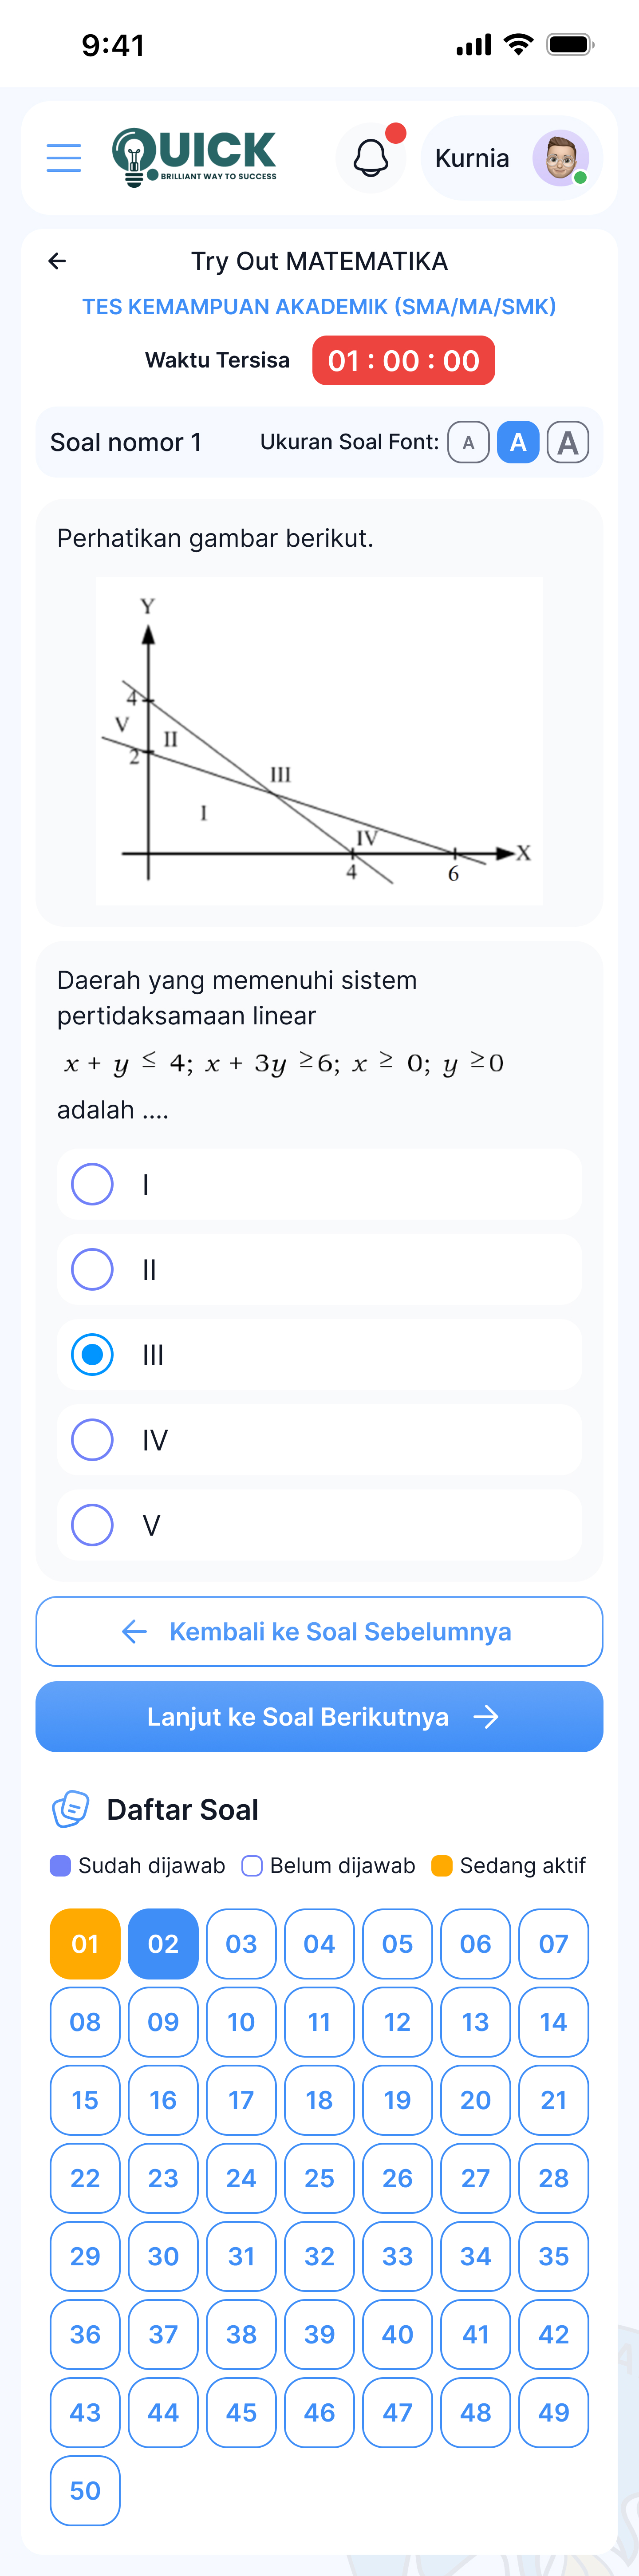 9:41
QUICK
BRILLIANT WAY TO SUCCESS
Kurnia
Try Out MATEMATIKA
TES KEMAMPUAN AKADEMIK (SMA/MA/SMK)
Waktu Tersisa 01 : 00 : 00
Soal nomor 1 Ukuran Soal Font: A A A
Perhatikan gambar berikut.
Y
4
V
II
2
III
I
IV
X
4 6
Daerah yang memenuhi sistem
pertidaksamaan linear
x + y ≤ 4; x + 3y ≥6; x ≥ 0; y ≥0
adalah ....
I
II
III
IV
V
← Kembali ke Soal Sebelumnya
Lanjut ke Soal Berikutnya →
Daftar Soal
Sudah dijawab Belum dijawab Sedang aktif
01 02 03 04 05 06 07
08 09 10 11 12 13 14
15 16 17 18 19 20 21
22 23 24 25 26 27 28
29 30 31 32 33 34 35
36 37 38 39 40 41 42
43 44 45 46 47 48 49
50